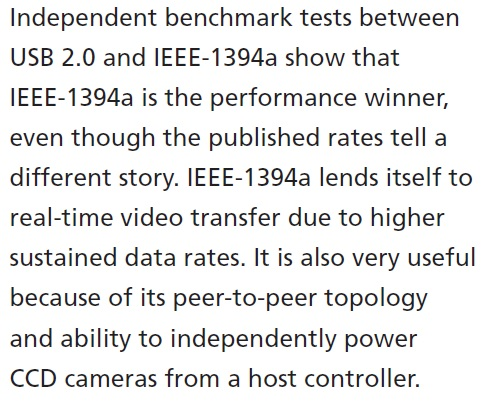 Independent benchmark tests between
USB 2.0 and IEEE-1394a show that
IEEE-1394a is the performance winner,
even though the published rates tell a
different story. IEEE-1394a lends itself to
real-time video transfer due to higher
sustained data rates. It is also very useful
because of its peer-to-peer topology
and ability to independently power
CCD cameras from a host controller.